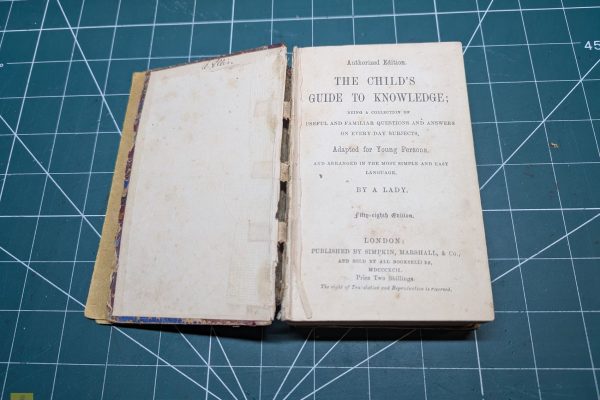 Authorized Edition.
THE CHILD'S
GUIDE TO KNOWLEDGE;
BEING A COLLECTION OF
USEFUL AND FAMILIAR QUESTIONS AND ANSWERS
ON EVERY-DAY SUBJECTS,
Adapted for Young Persons,
AND ARRANGED IN THE MOST SIMPLE AND EASY
LANGUAGE.
BY A LADY.
Fifty-eighth Edition.
LONDON:
PUBLISHED BY SIMPKIN, MARSHALL, & Co.,
AND SOLD BY ALL BOOKSELLERS,
MDCCCXCII.
Price Two Shillings.
The right of Translation and Reproduction is reserved.
45